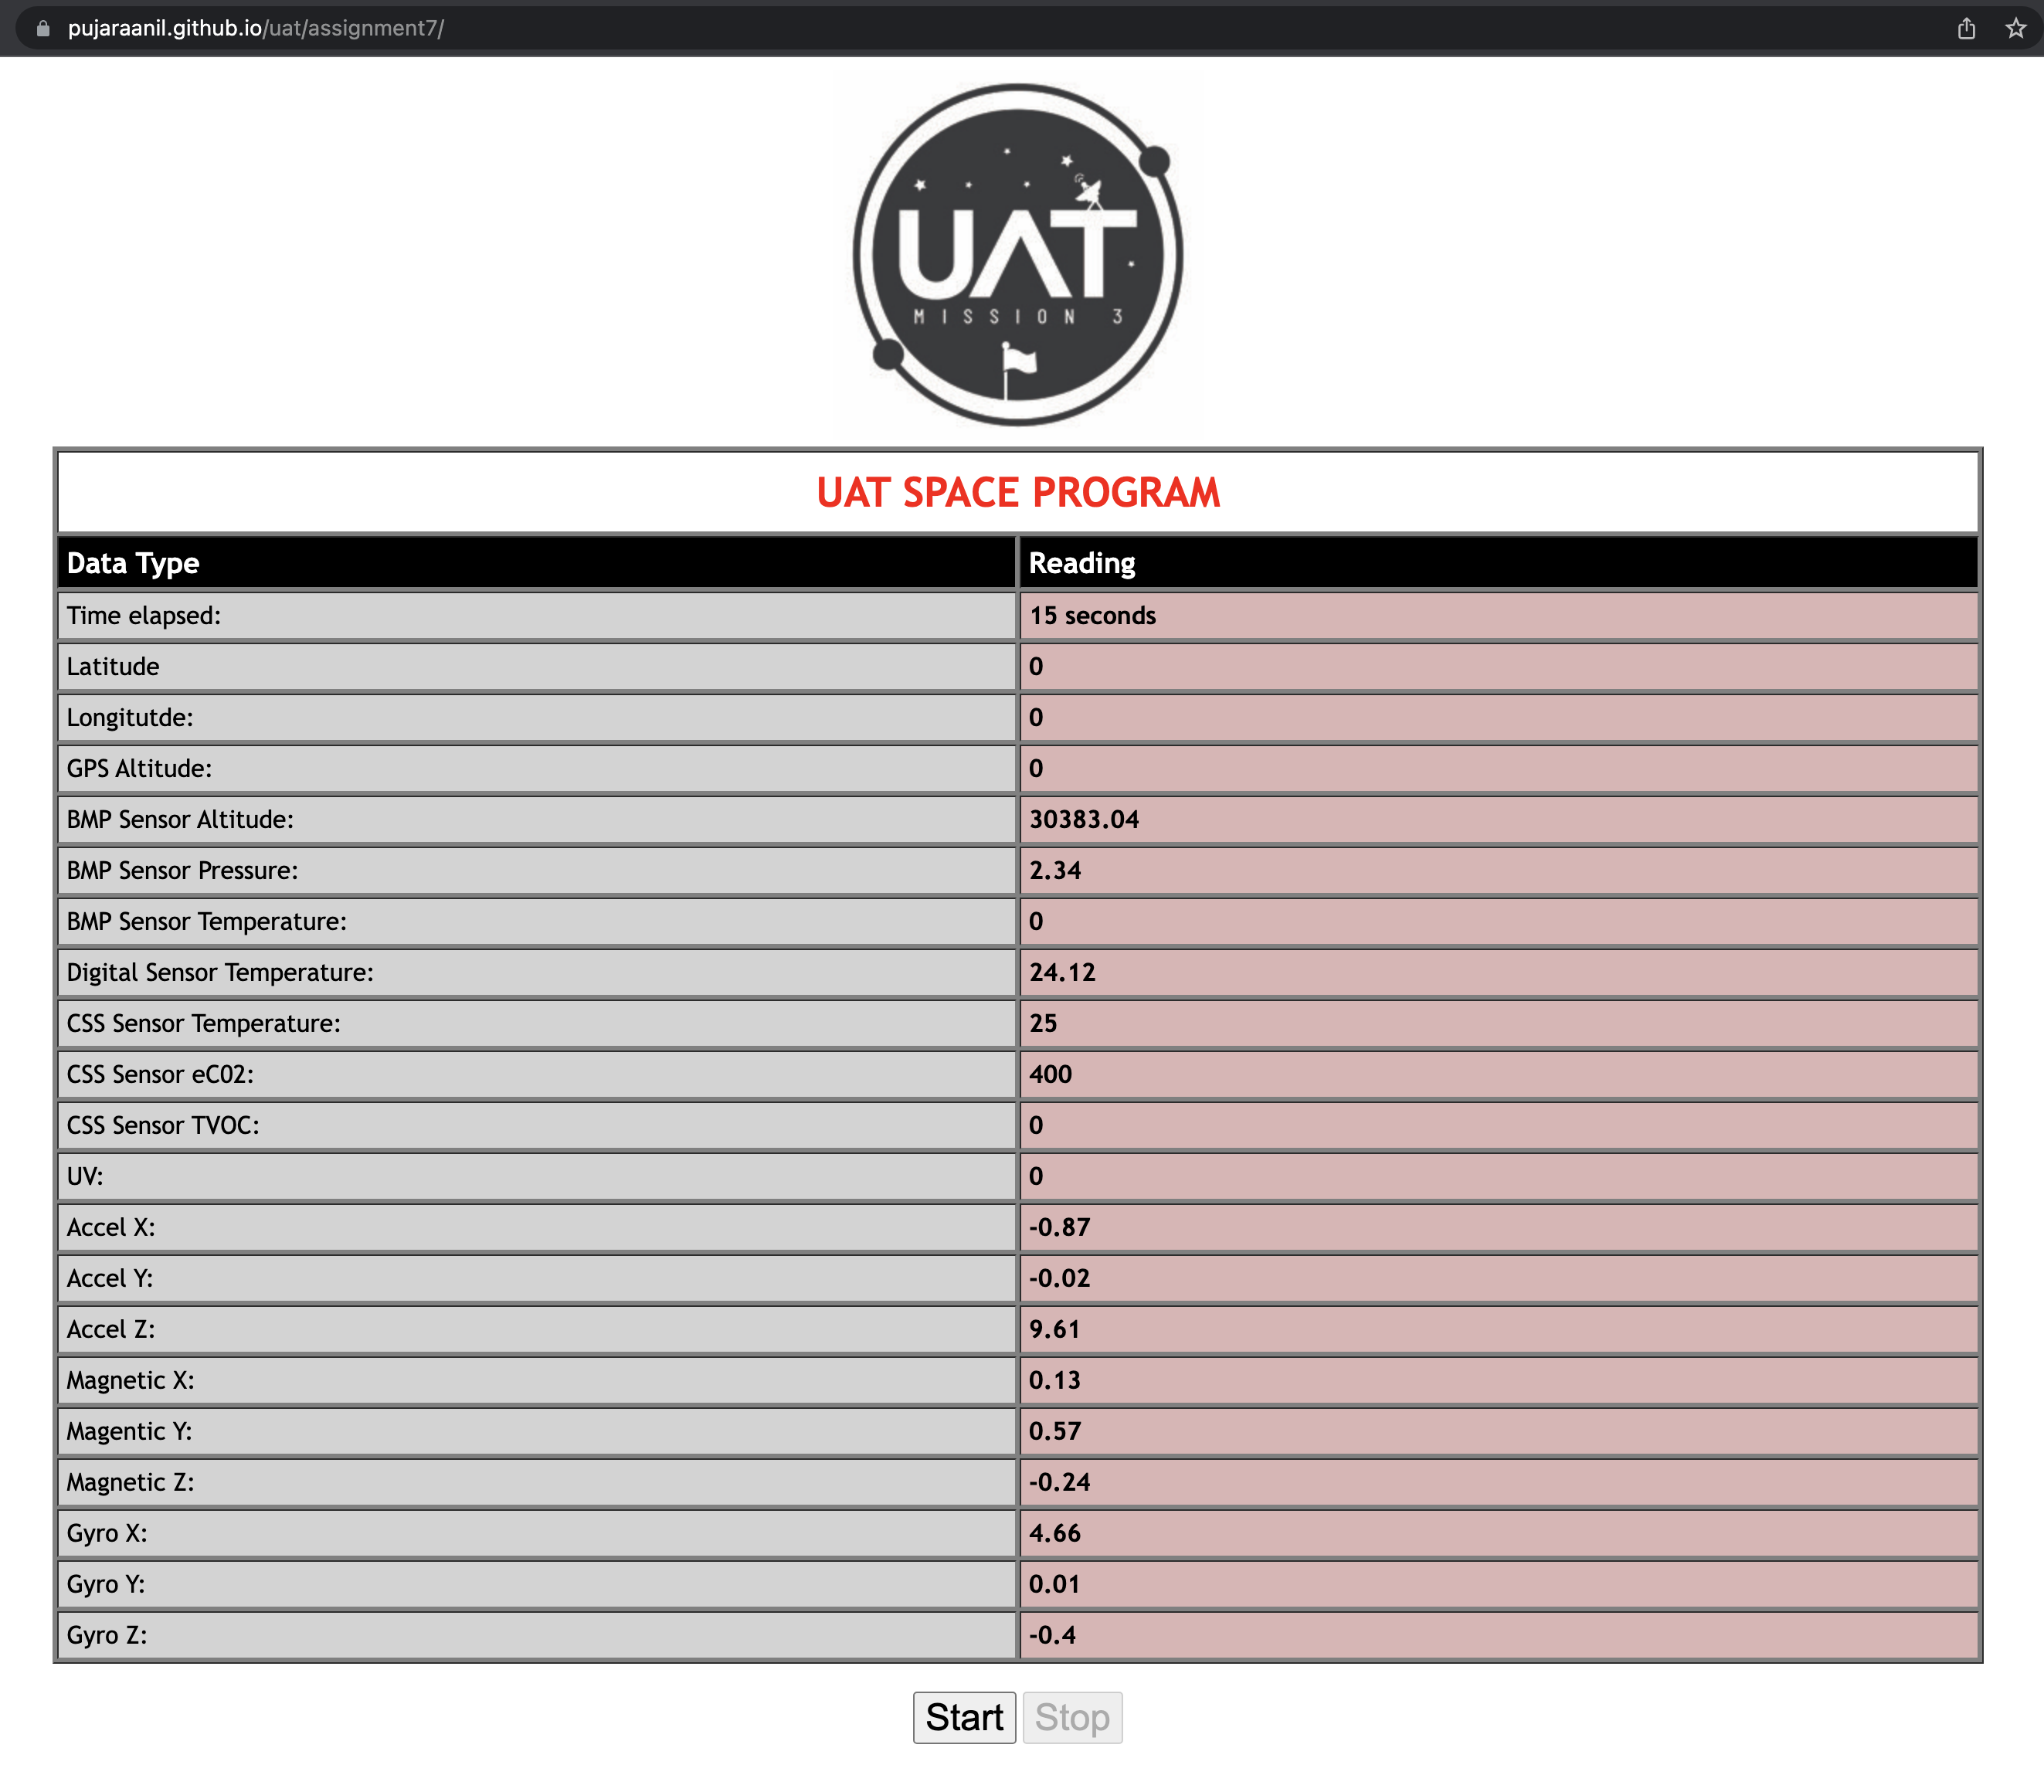 pujaraanil.github.io/uat/assignment7/
UAT
MISSION 3
UAT SPACE PROGRAM
Data Type Reading
Time elapsed: 15 seconds
Latitude 0
Longitutde: 0
GPS Altitude: 0
BMP Sensor Altitude: 30383.04
BMP Sensor Pressure: 2.34
BMP Sensor Temperature: 0
Digital Sensor Temperature: 24.12
CSS Sensor Temperature: 25
CSS Sensor eC02: 400
CSS Sensor TVOC: 0
UV: 0
Accel X: -0.87
Accel Y: -0.02
Accel Z: 9.61
Magnetic X: 0.13
Magentic Y: 0.57
Magnetic Z: -0.24
Gyro X: 4.66
Gyro Y: 0.01
Gyro Z: -0.4
Start Stop